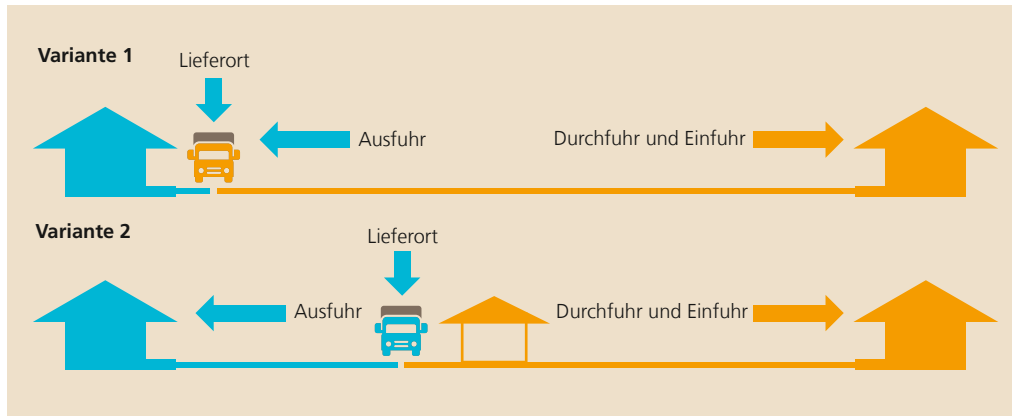 Variante 1
Lieferort
Ausfuhr
Durchfuhr und Einfuhr
Variante 2
Lieferort
Ausfuhr
Durchfuhr und Einfuhr